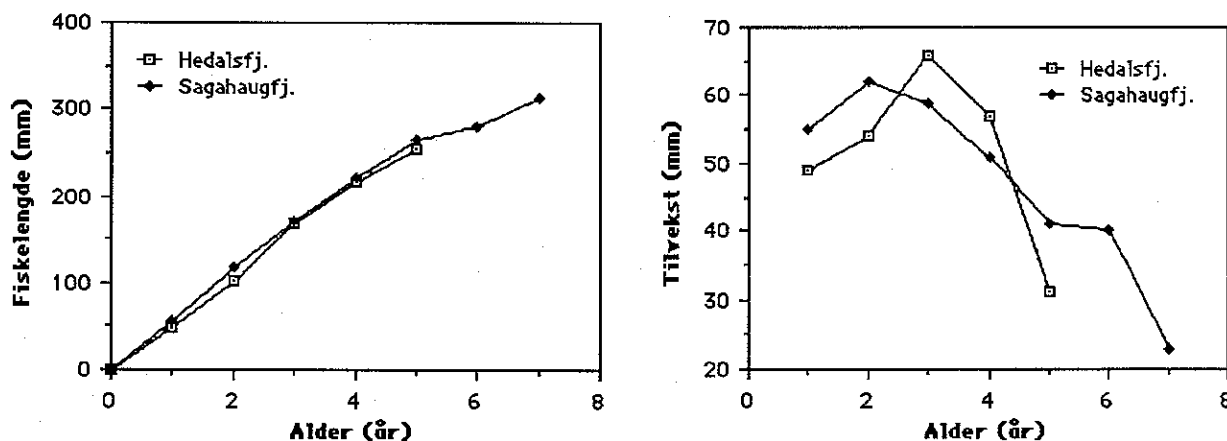 400
300
200
100
0
Fiskelengde (mm)
Hedalsfj.
Sagahaugfj.
0 2 4 6 8
Alder (år)
70
60
50
40
30
20
Tilvekst (mm)
Hedalsfj.
Sagahaugfj.
0 2 4 6 8
Alder (år)